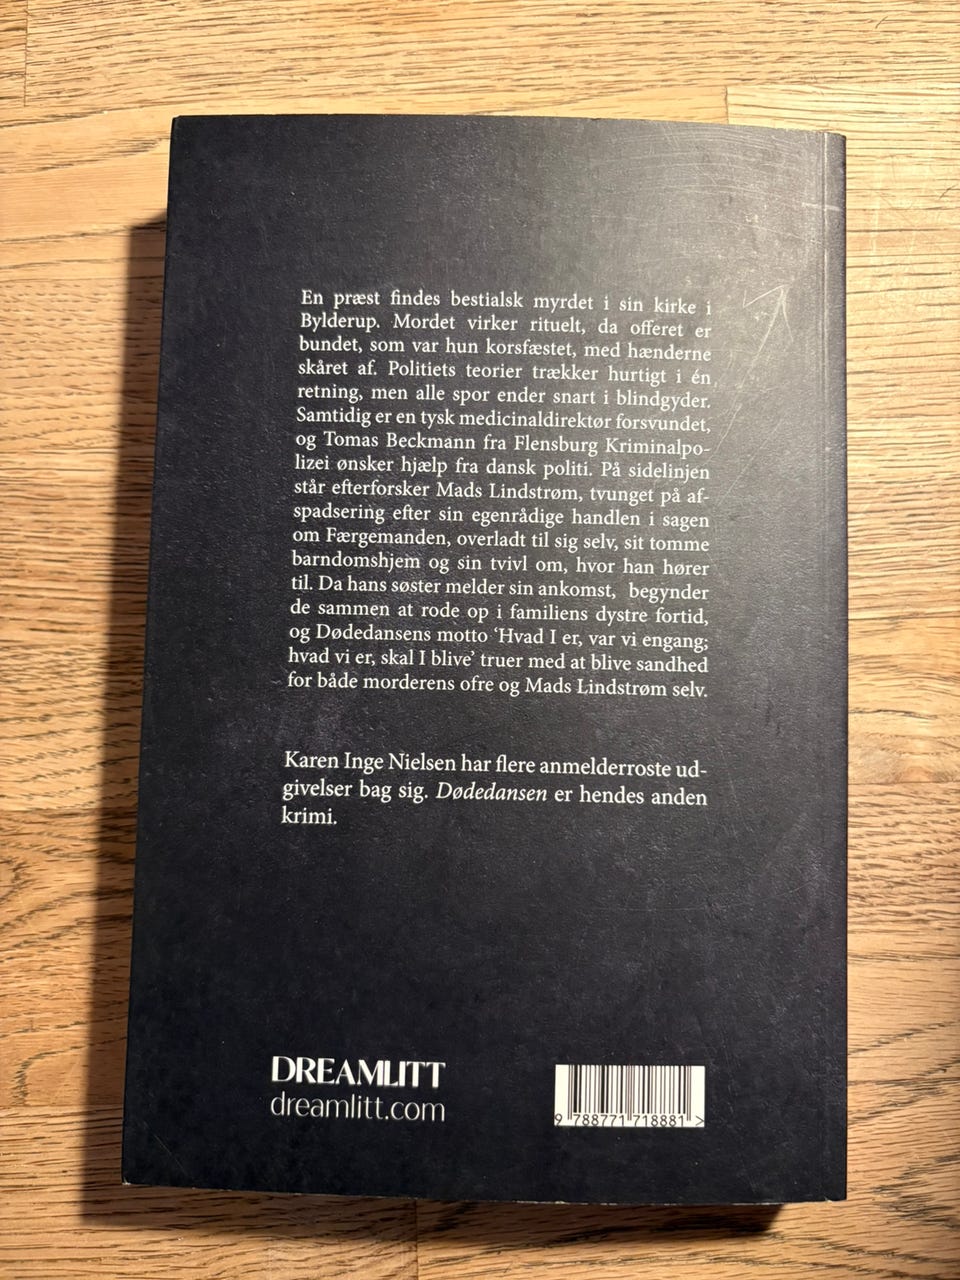 En præst findes bestialsk myrdet i sin kirke i
Bylderup. Mordet virker rituelt, da offeret er
bundet, som var hun korsfæstet, med hænderne
skåret af. Politiets teorier trækker hurtigt i én
retning, men alle spor ender snart i blindgyder.
Samtidig er en tysk medicinaldirektør forsvundet,
og Tomas Beckmann fra Flensburg Kriminalpo-
lizei ønsker hjælp fra dansk politi. På sidelinjen
står efterforsker Mads Lindstrøm, tvunget på af-
spadsering efter sin egenrådige handlen i sagen
om Færgemanden, overladt til sig selv, sit tomme
barndomshjem og sin tvivl om, hvor han hører
til. Da hans søster melder sin ankomst, begynder
de sammen at rode op i familiens dystre fortid,
og Dødedansens motto ‘Hvad I er, var vi engang;
hvad vi er, skal I blive’ truer med at blive sandhed
for både morderens ofre og Mads Lindstrøm selv.
Karen Inge Nielsen har flere anmelderroste ud-
givelser bag sig. Dødedansen er hendes anden
krimi.
DREAMLITT
dreamlitt.com
9 788771 718881 >